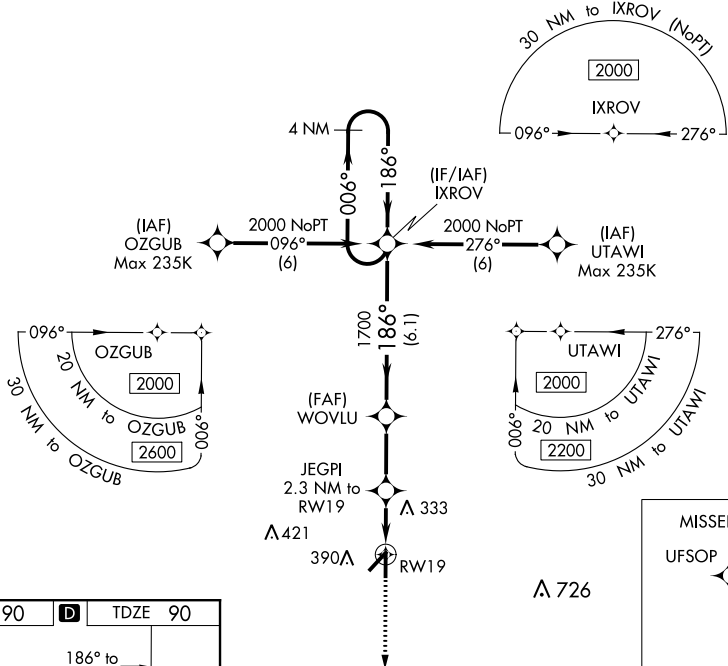 30 NM to IXROV (NoPT)
2000
IXROV
096°
276°
4 NM
006°
186°
(IF/IAF)
IXROV
(IAF)
OZGUB
Max 235K
2000 NoPT
096°
(6)
2000 NoPT
276°
(6)
(IAF)
UTAWI
Max 235K
1700
186°
(6.1)
096°
OZGUB
2000
20 NM to OZGUB
2600
30 NM to OZGUB
006°
276°
UTAWI
2000
20 NM to UTAWI
2200
30 NM to UTAWI
006°
(FAF)
WOVLU
JEGPI
2.3 NM to
RW19
333
421
390
RW19
726
MISSE
UFSOP
90
D
TDZE 90
186° to